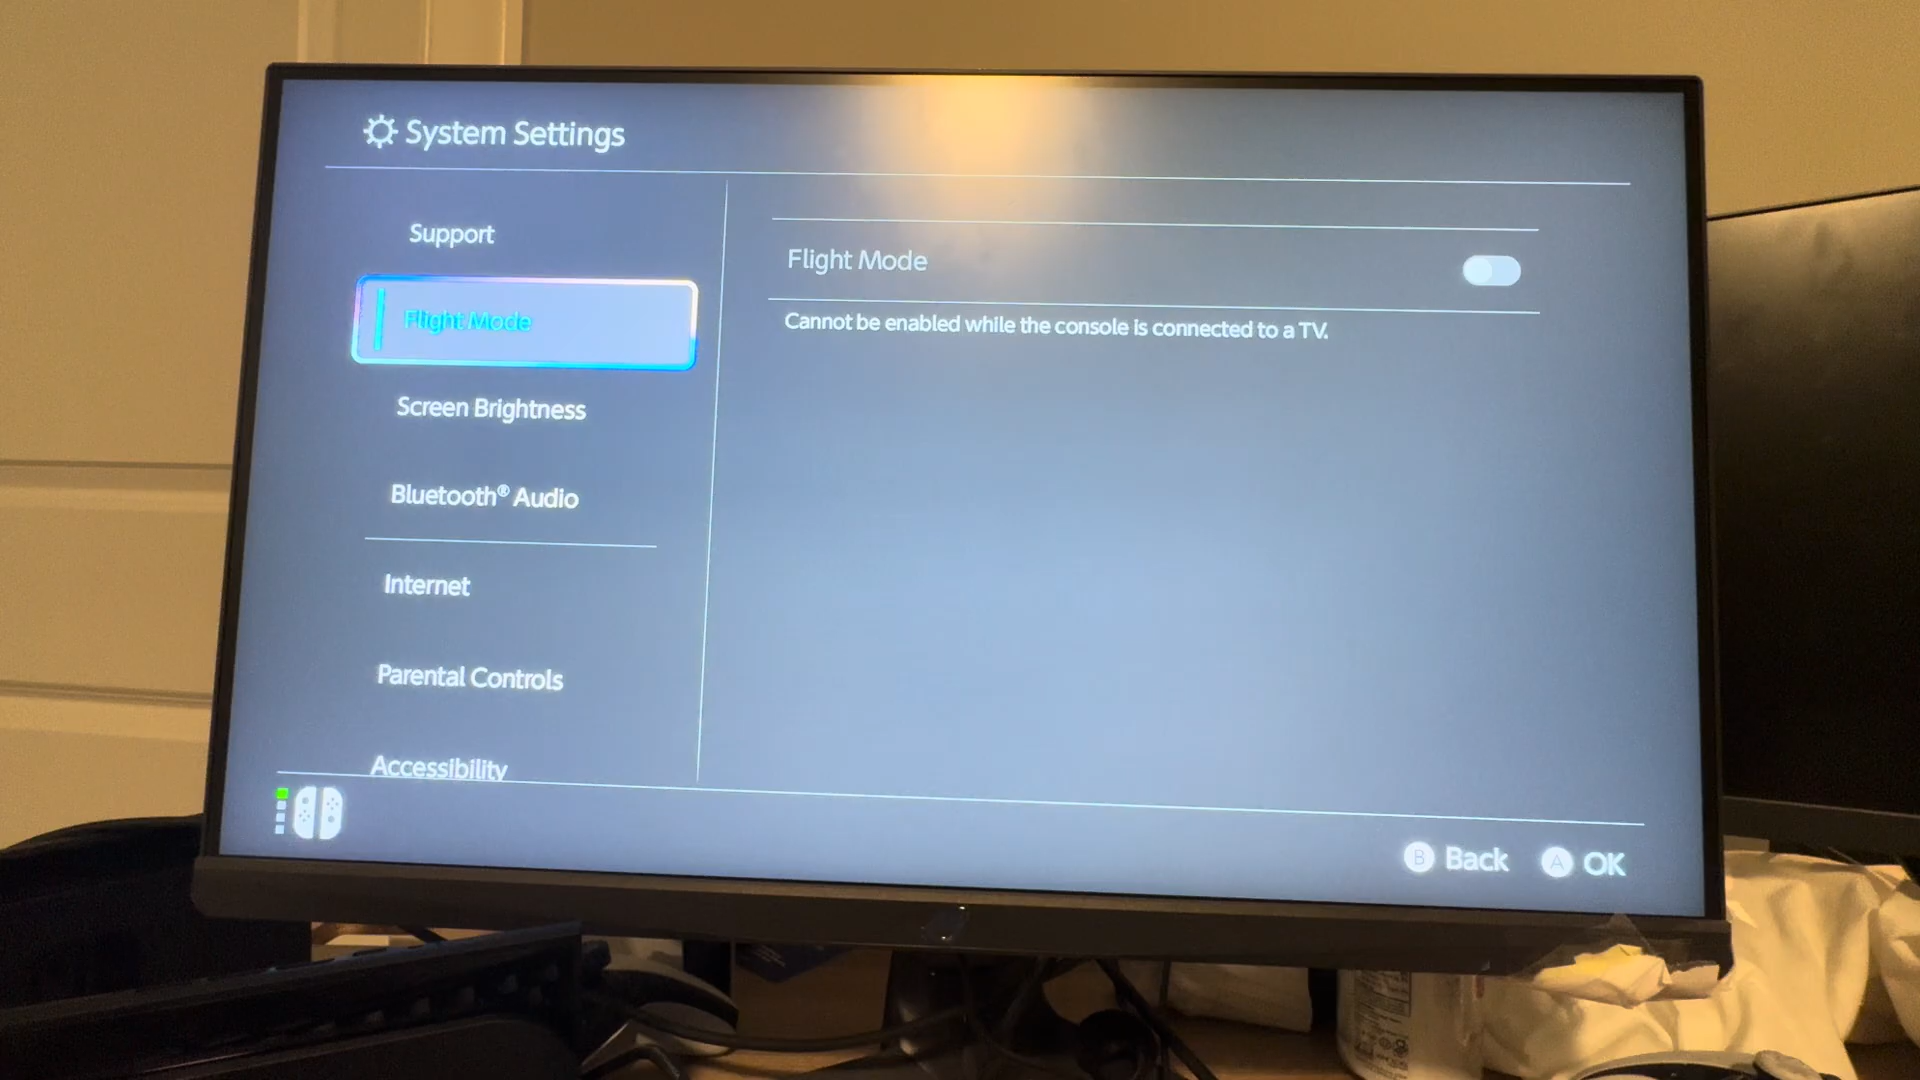 System Settings
Support
Flight Mode
Screen Brightness
Bluetooth® Audio
Internet
Parental Controls
Accessibility
Flight Mode
Cannot be enabled while the console is connected to a TV.
B Back A OK